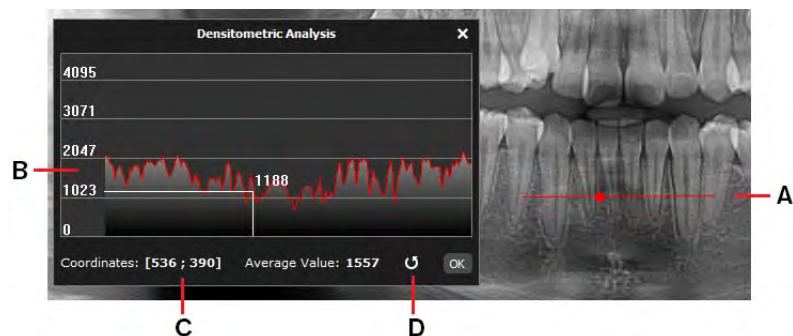 Densitometric Analysis ×
4095
3071
2047
1188
1023
0
Coordinates: [536 ; 390] Average Value: 1557 OK
A
B
C
D